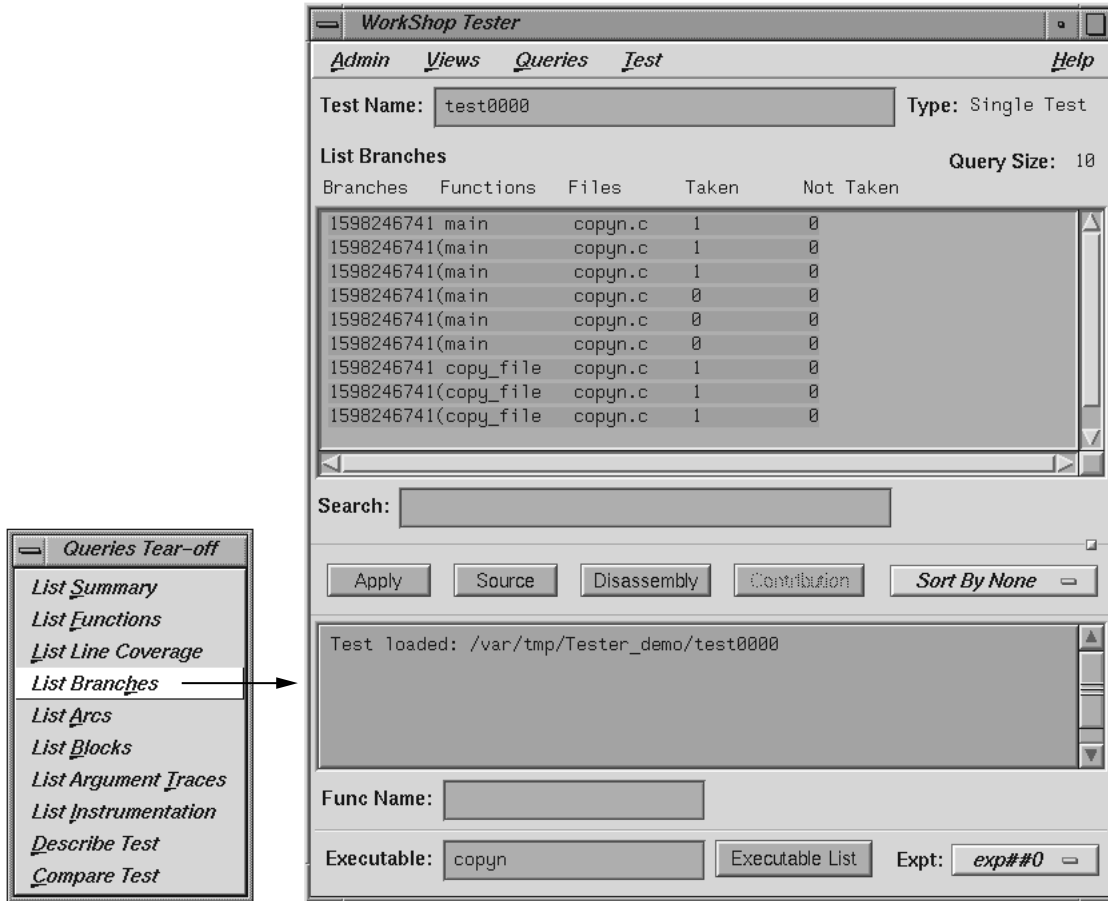 WorkShop Tester
Admin Views Queries Test Help
Test Name: test0000 Type: Single Test
List Branches Query Size: 10
Branches Functions Files Taken Not Taken
1598246741 main copyn.c 1 0
1598246741(main copyn.c 1 0
1598246741(main copyn.c 1 0
1598246741(main copyn.c 0 0
1598246741(main copyn.c 0 0
1598246741(main copyn.c 0 0
1598246741 copy_file copyn.c 1 0
1598246741(copy_file copyn.c 1 0
1598246741(copy_file copyn.c 1 0
Search:
Apply Source Disassembly Contribution Sort By None
Test loaded: /var/tmp/Tester_demo/test0000
Func Name:
Executable: copyn Executable List Expt: exp##0
Queries Tear-off
List Summary
List Functions
List Line Coverage
List Branches
List Arcs
List Blocks
List Argument Traces
List Instrumentation
Describe Test
Compare Test